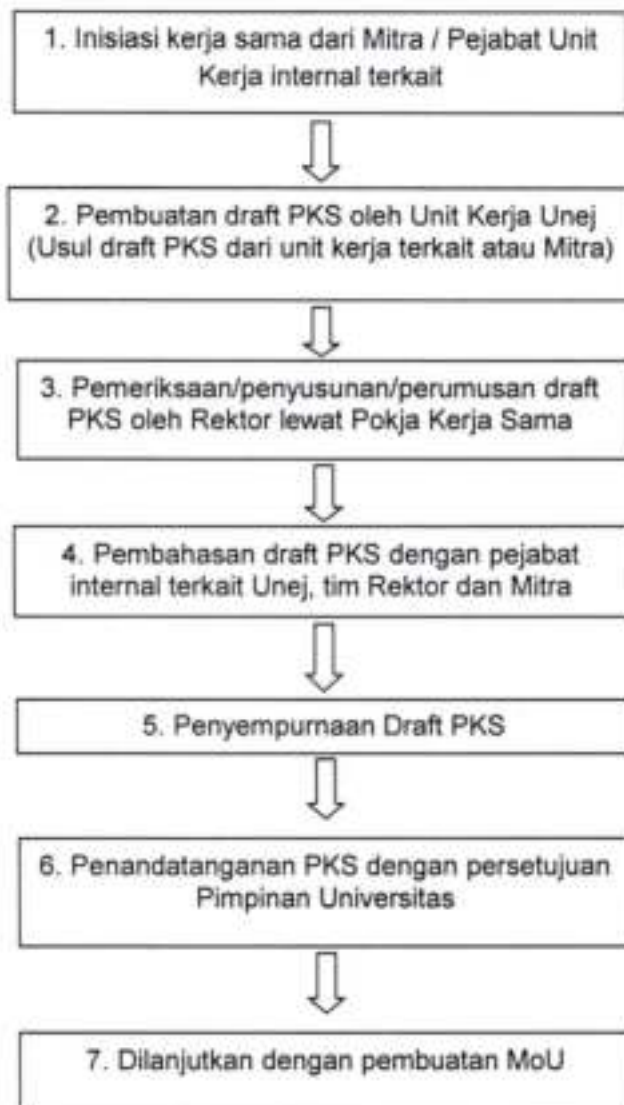 1. Inisiasi kerja sama dari Mitra / Pejabat Unit
Kerja internal terkait
2. Pembuatan draft PKS oleh Unit Kerja Unej
(Usul draft PKS dari unit kerja terkait atau Mitra)
3. Pemeriksaan/penyusunan/perumusan draft
PKS oleh Rektor lewat Pokja Kerja Sama
4. Pembahasan draft PKS dengan pejabat
internal terkait Unej, tim Rektor dan Mitra
5. Penyempurnaan Draft PKS
6. Penandatanganan PKS dengan persetujuan
Pimpinan Universitas
7. Dilanjutkan dengan pembuatan MoU